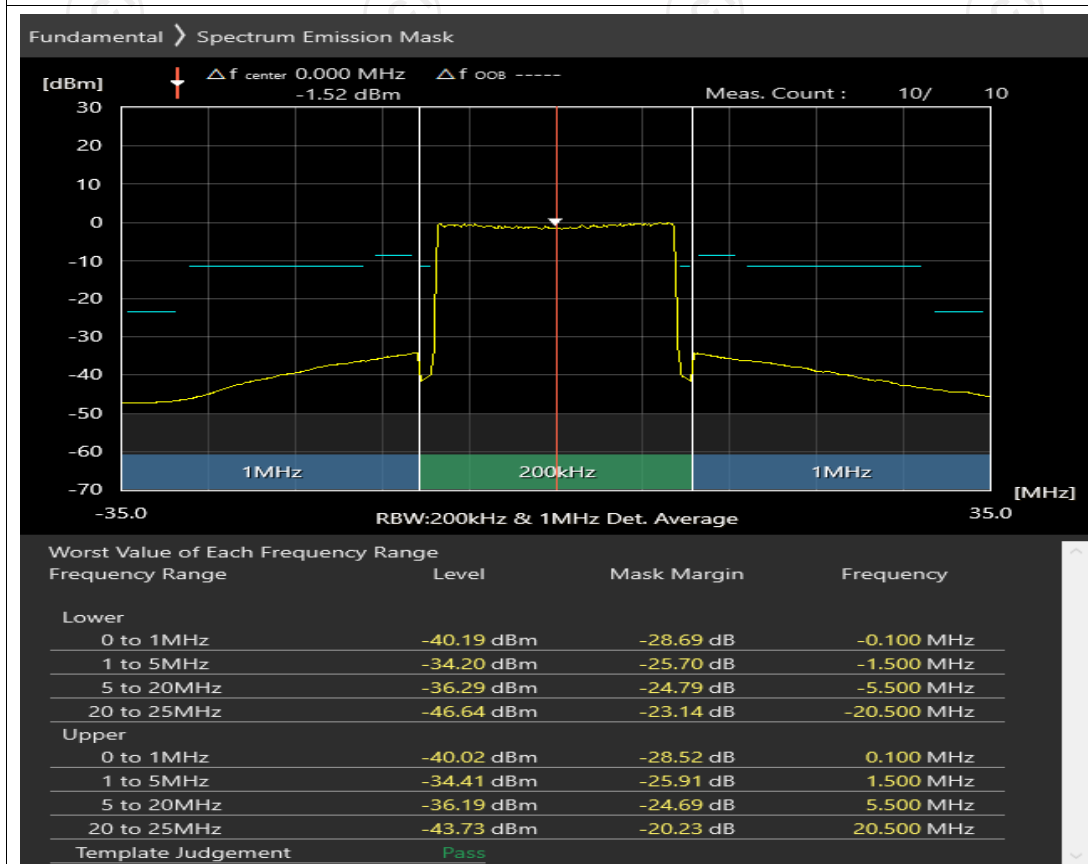 Fundamental ❯ Spectrum Emission Mask
[dBm] △f center 0.000 MHz △f OOB -----
-1.52 dBm Meas. Count : 10/ 10
30
20
10
0
-10
-20
-30
-40
-50
-60
1MHz 200kHz 1MHz
-70
[MHz]
-35.0 RBW:200kHz & 1MHz Det. Average 35.0
Worst Value of Each Frequency Range
Frequency Range Level Mask Margin Frequency
Lower
0 to 1MHz -40.19 dBm -28.69 dB -0.100 MHz
1 to 5MHz -34.20 dBm -25.70 dB -1.500 MHz
5 to 20MHz -36.29 dBm -24.79 dB -5.500 MHz
20 to 25MHz -46.64 dBm -23.14 dB -20.500 MHz
Upper
0 to 1MHz -40.02 dBm -28.52 dB 0.100 MHz
1 to 5MHz -34.41 dBm -25.91 dB 1.500 MHz
5 to 20MHz -36.19 dBm -24.69 dB 5.500 MHz
20 to 25MHz -43.73 dBm -20.23 dB 20.500 MHz
Template Judgement Pass